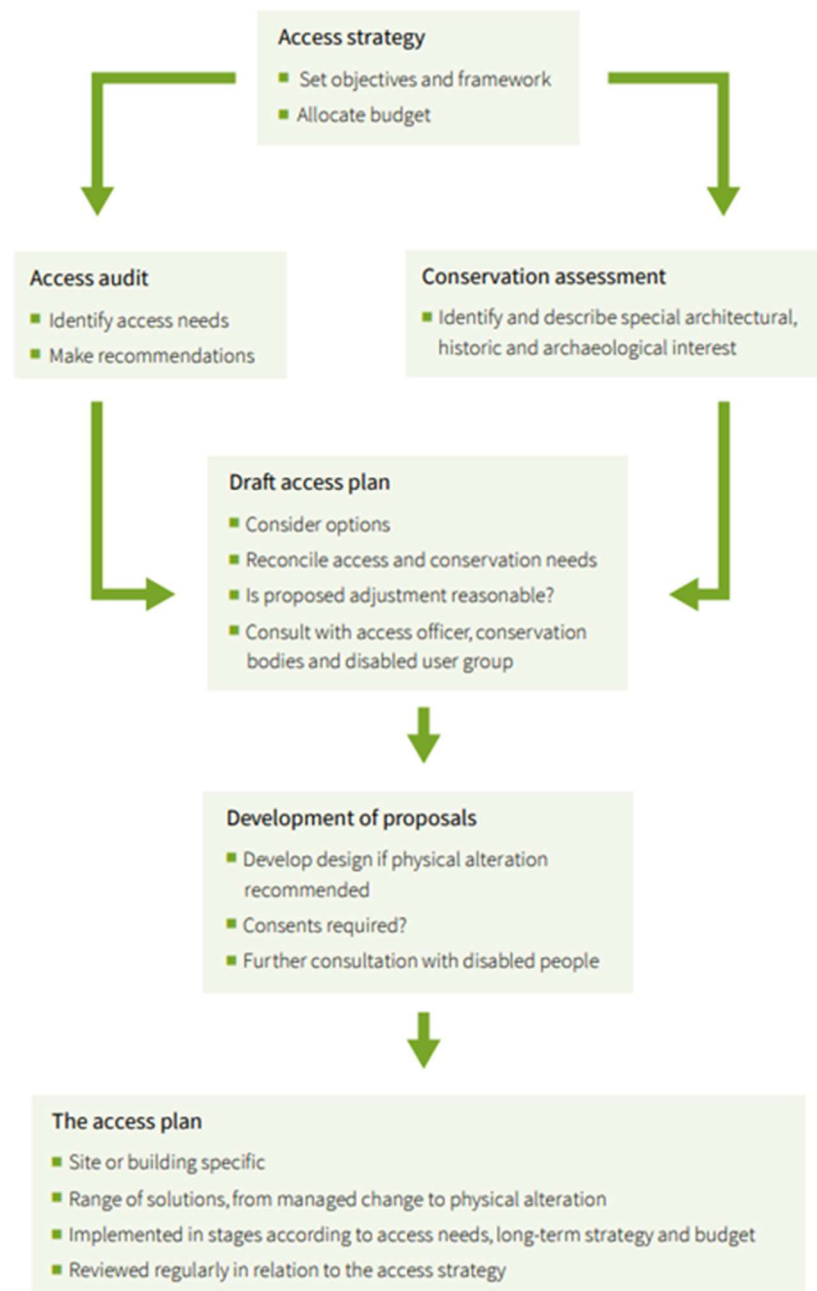 Access strategy
Set objectives and framework
Allocate budget
Access audit
Identify access needs
Make recommendations
Conservation assessment
Identify and describe special architectural,
historic and archaeological interest
Draft access plan
Consider options
Reconcile access and conservation needs
Is proposed adjustment reasonable?
Consult with access officer, conservation
bodies and disabled user group
Development of proposals
Develop design if physical alteration
recommended
Consents required?
Further consultation with disabled people
The access plan
Site or building specific
Range of solutions, from managed change to physical alteration
Implemented in stages according to access needs, long-term strategy and budget
Reviewed regularly in relation to the access strategy